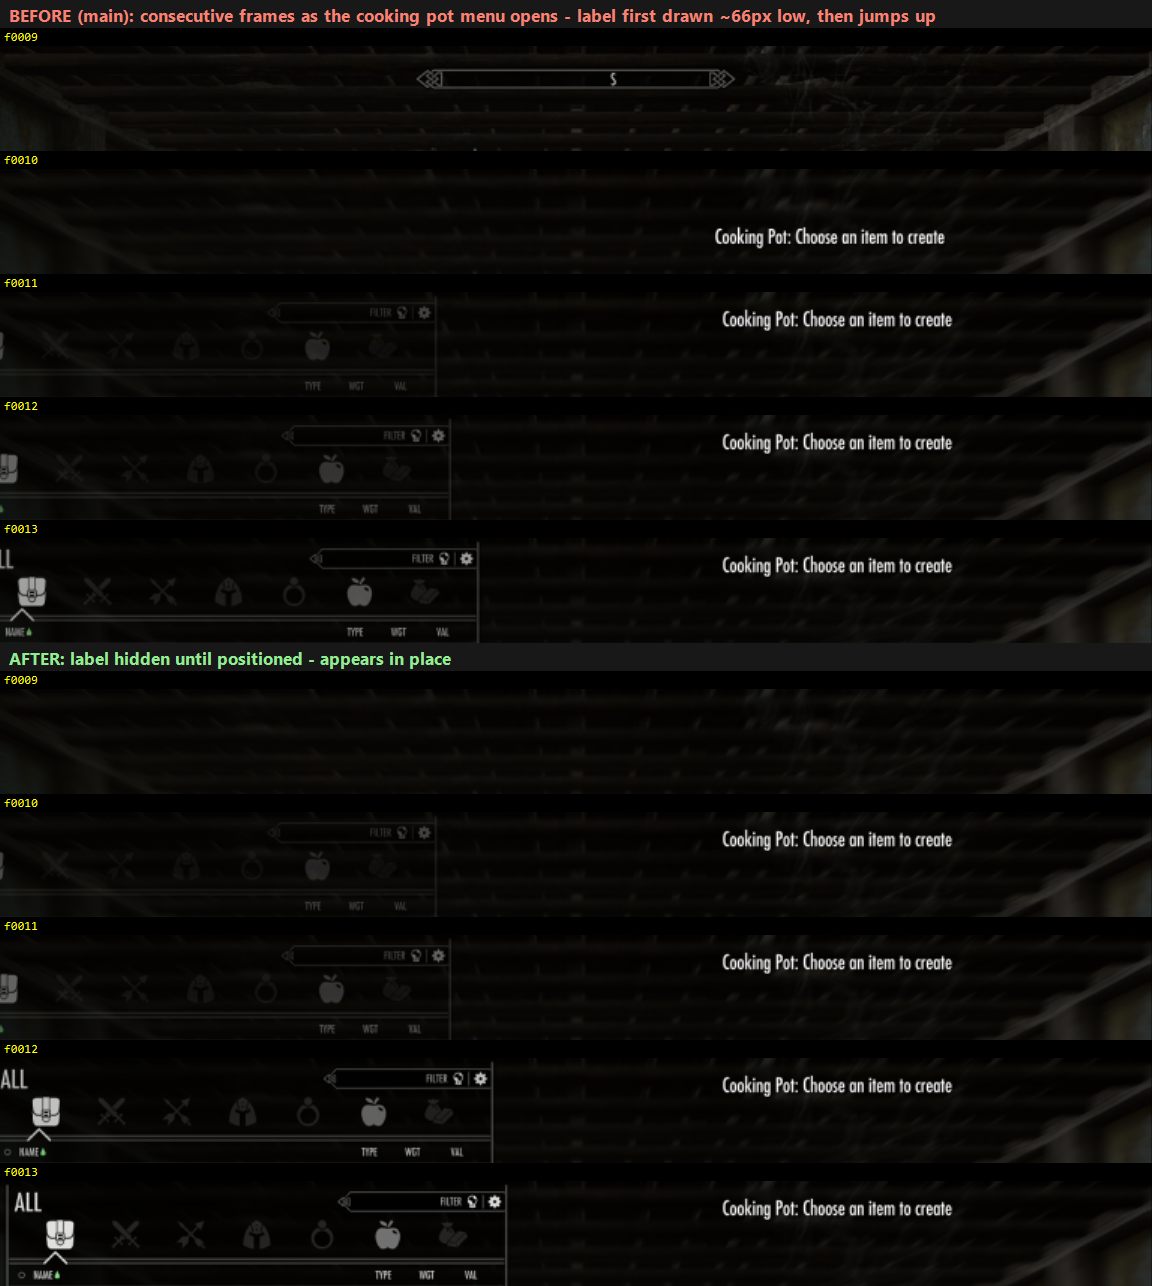 BEFORE (main): consecutive frames as the cooking pot menu opens - label first drawn ~66px low, then jumps up
f0009
S
f0010
Cooking Pot: Choose an item to create
f0011
FILTER
Cooking Pot: Choose an item to create
TYPE WGT VAL
f0012
FILTER
Cooking Pot: Choose an item to create
TYPE WGT VAL
f0013
LL
FILTER
Cooking Pot: Choose an item to create
NAME TYPE WGT VAL
AFTER: label hidden until positioned - appears in place
f0009
f0010
FILTER
Cooking Pot: Choose an item to create
TYPE WGT VAL
f0011
FILTER
Cooking Pot: Choose an item to create
TYPE WGT VAL
f0012
ALL
FILTER
Cooking Pot: Choose an item to create
NAME TYPE WGT VAL
f0013
ALL
FILTER
Cooking Pot: Choose an item to create
NAME TYPE WGT VAL